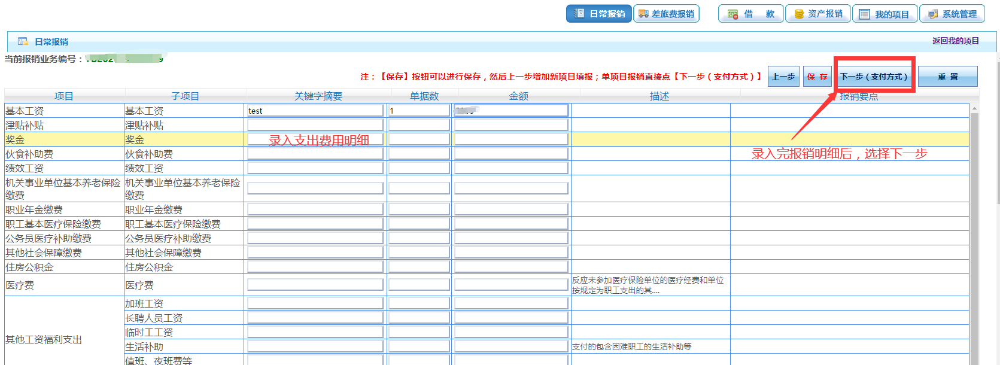 日常报销 差旅费报销 借 款 资产报销 我的项目 系统管理
日常报销 返回我的项目
当前报销业务编号：
注：【保存】按钮可以进行保存，然后上一步增加新项目填报；单项目报销直接点【下一步（支付方式）】 上一步 保 存 下一步（支付方式） 重 置
项目 子项目 关键字摘要 单据数 金额 描述 报销要点
基本工资 基本工资 test 1
津贴补贴 津贴补贴
奖金 奖金 录入支出费用明细
伙食补助费 伙食补助费 录入完报销明细后，选择下一步
绩效工资 绩效工资
机关事业单位基本养老保险 机关事业单位基本养老保险
缴费 缴费
职业年金缴费 职业年金缴费
职工基本医疗保险缴费 职工基本医疗保险缴费
公务员医疗补助缴费 公务员医疗补助缴费
其他社会保障缴费 其他社会保障缴费
住房公积金 住房公积金
医疗费 医疗费 反应未参加医疗保险单位的医疗经费和单位
按规定为职工支出的其....
加班工资
长聘人员工资
临时工工资
其他工资福利支出
生活补助 支付的包含困难职工的生活补助等
值班、夜班费等